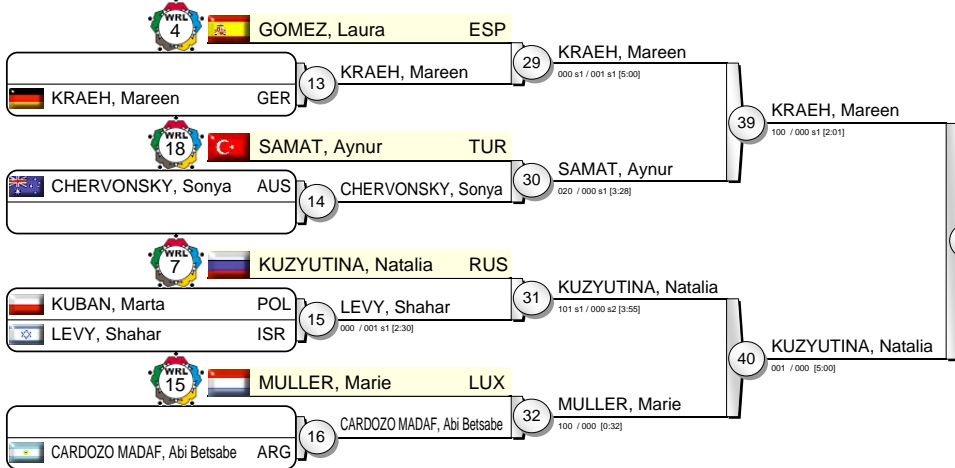 WRL
4
GOMEZ, Laura ESP
KRAEH, Mareen GER
13
KRAEH, Mareen
29
KRAEH, Mareen
000 s1 / 001 s1 [5:00]
WRL
18
SAMAT, Aynur TUR
CHERVONSKY, Sonya AUS
14
CHERVONSKY, Sonya
30
SAMAT, Aynur
020 / 000 s1 [3:28]
39
KRAEH, Mareen
100 / 000 s1 [2:01]
WRL
7
KUZYUTINA, Natalia RUS
KUBAN, Marta POL
LEVY, Shahar ISR
15
LEVY, Shahar
000 / 001 s1 [2:30]
31
KUZYUTINA, Natalia
101 s1 / 000 s2 [3:55]
WRL
15
MULLER, Marie LUX
CARDOZO MADAF, Abi Betsabe ARG
16
CARDOZO MADAF, Abi Betsabe
32
MULLER, Marie
100 / 000 [0:32]
40
KUZYUTINA, Natalia
001 / 000 [5:00]